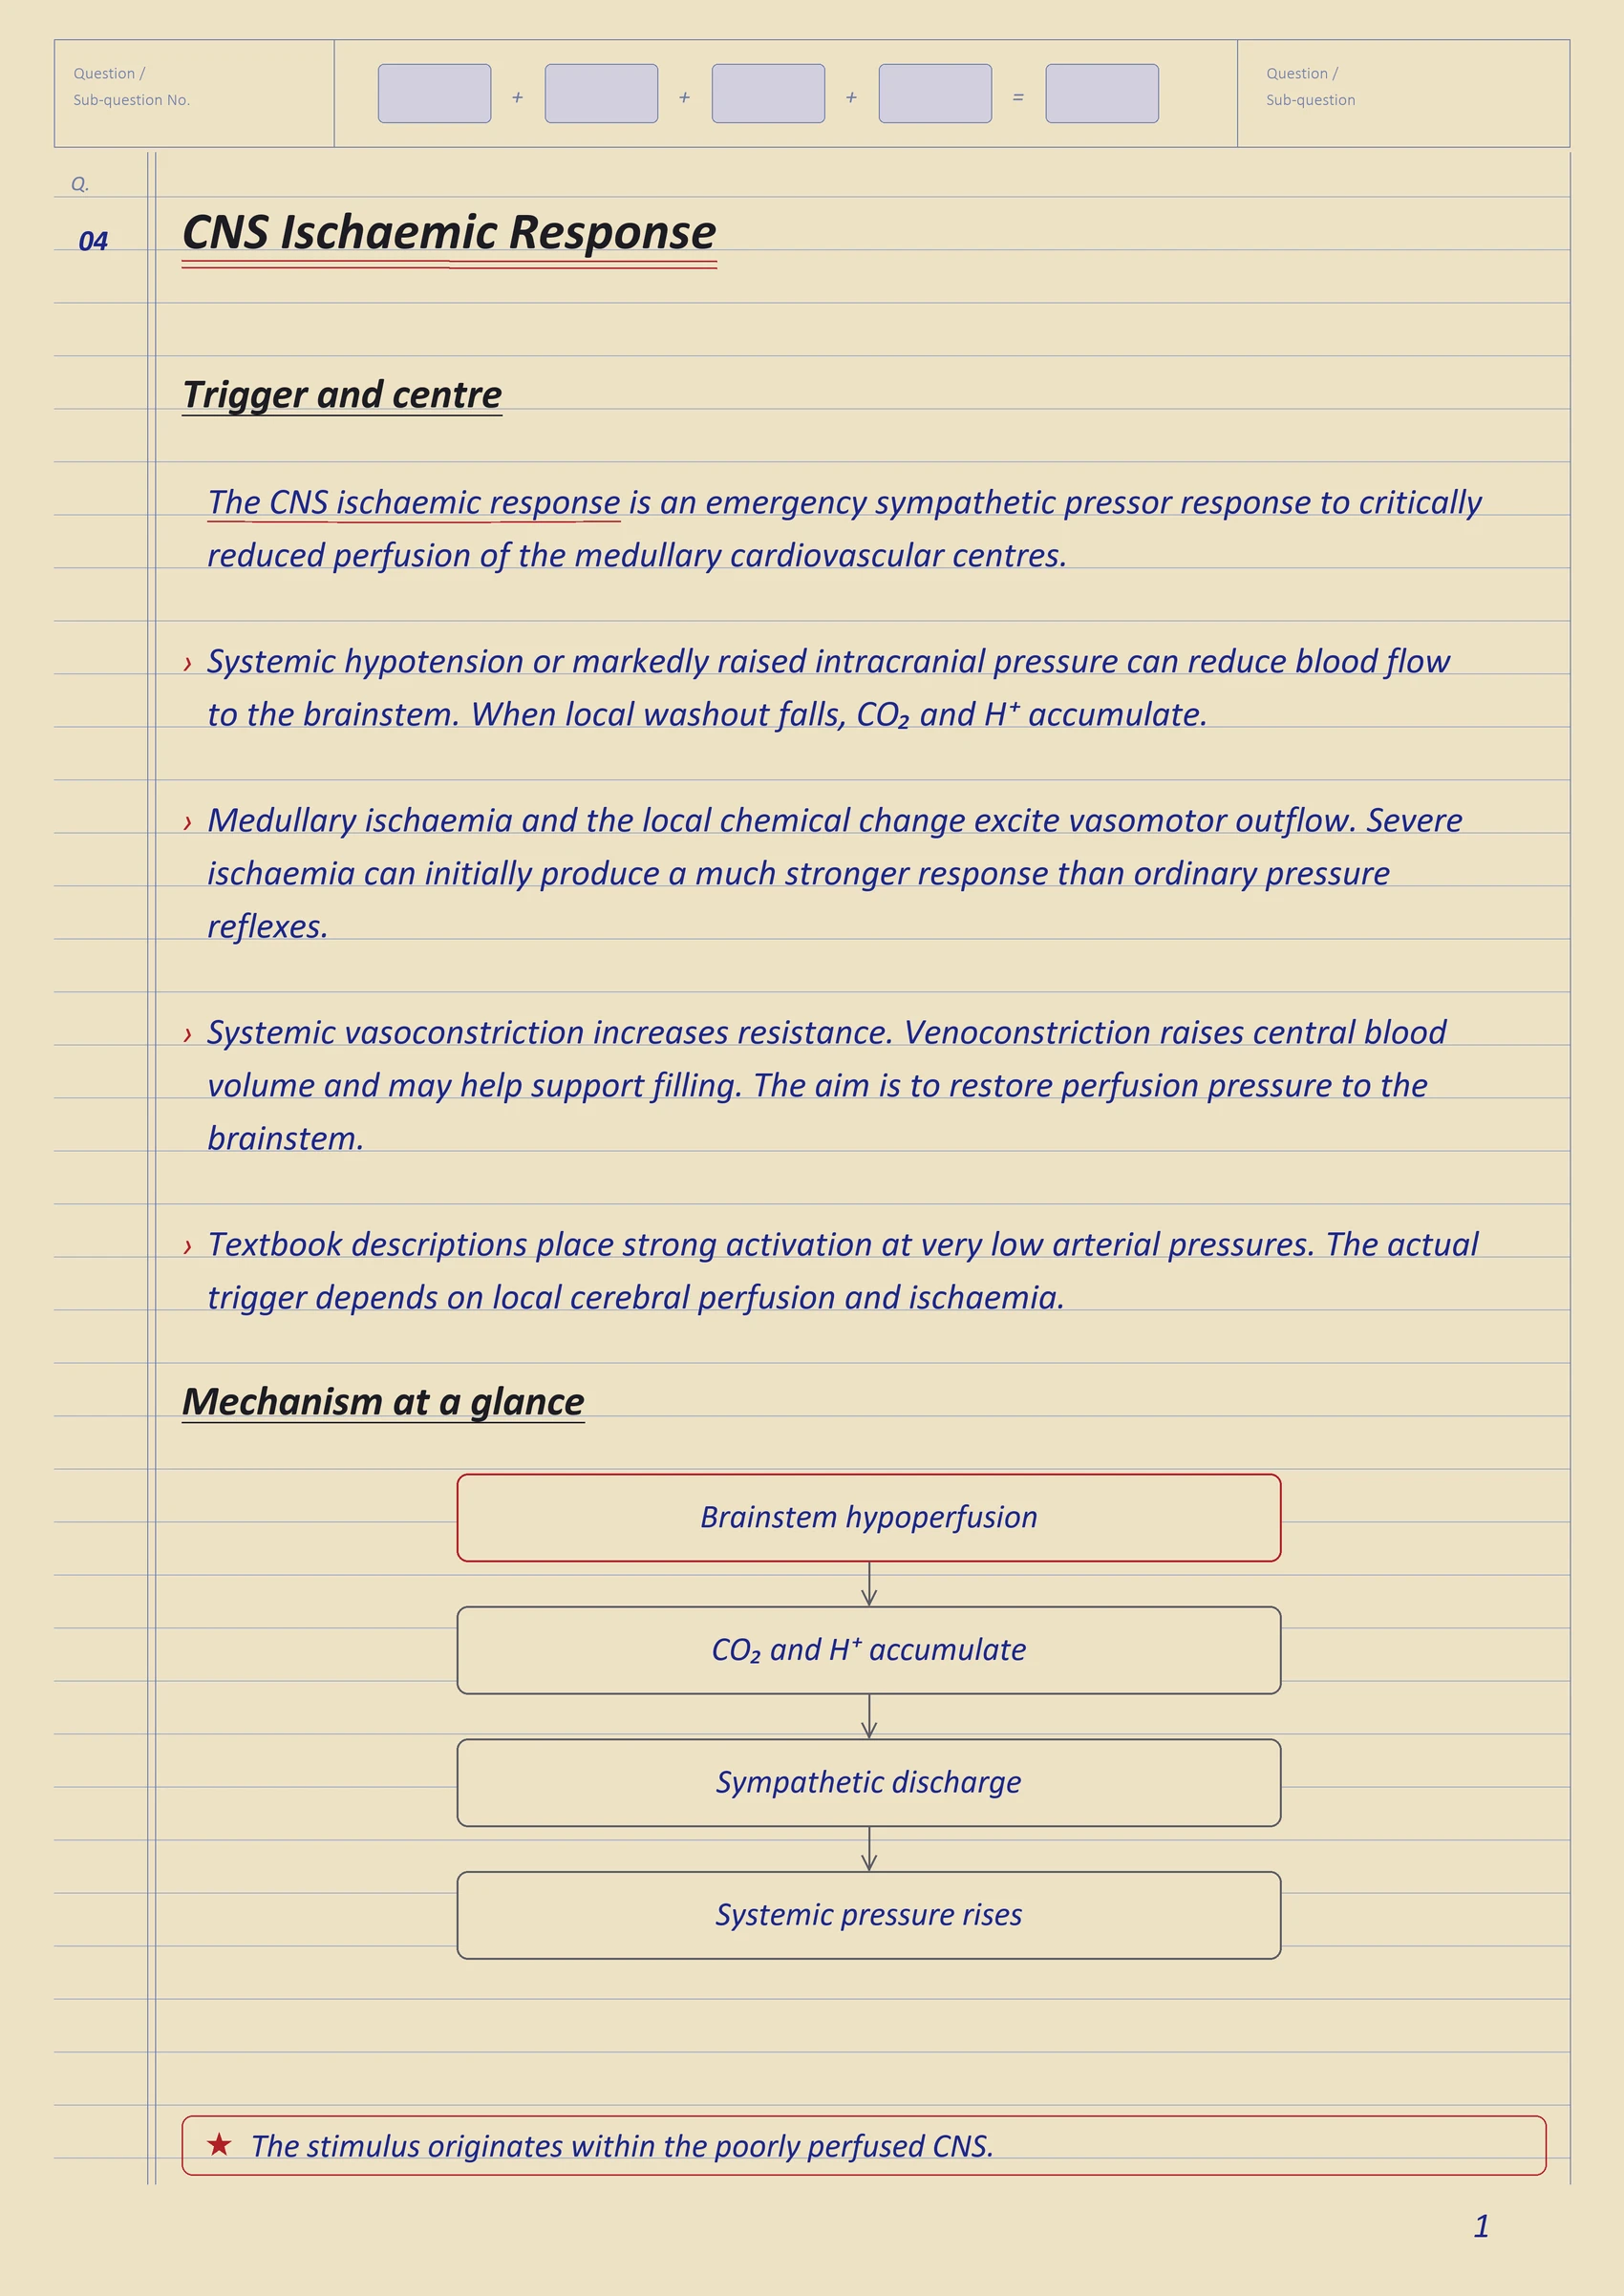 Question /
Sub-question No.
+ + + =
Question /
Sub-question
Q.
04
CNS Ischaemic Response
Trigger and centre
The CNS ischaemic response is an emergency sympathetic pressor response to critically
reduced perfusion of the medullary cardiovascular centres.
› Systemic hypotension or markedly raised intracranial pressure can reduce blood flow
to the brainstem. When local washout falls, CO₂ and H⁺ accumulate.
› Medullary ischaemia and the local chemical change excite vasomotor outflow. Severe
ischaemia can initially produce a much stronger response than ordinary pressure
reflexes.
› Systemic vasoconstriction increases resistance. Venoconstriction raises central blood
volume and may help support filling. The aim is to restore perfusion pressure to the
brainstem.
› Textbook descriptions place strong activation at very low arterial pressures. The actual
trigger depends on local cerebral perfusion and ischaemia.
Mechanism at a glance
Brainstem hypoperfusion
CO₂ and H⁺ accumulate
Sympathetic discharge
Systemic pressure rises
★ The stimulus originates within the poorly perfused CNS.
1